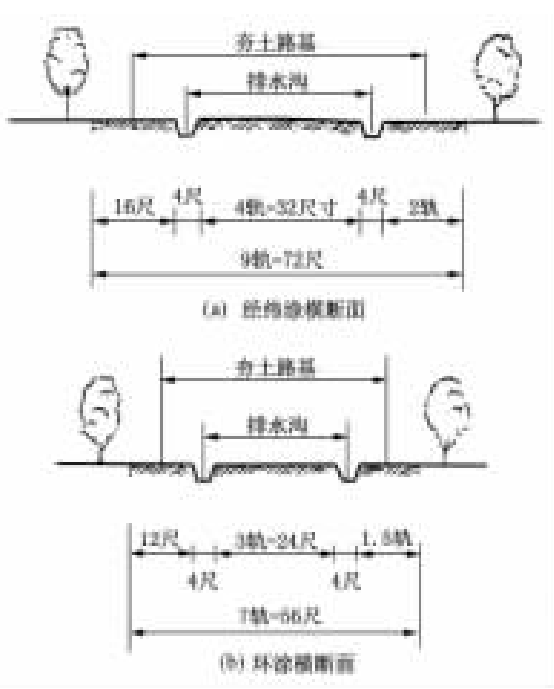 夯土路基
排水沟
16尺 4尺 4轨=32尺寸 4尺 2轨
9轨=72尺
(a) 经纬涂横断面
夯土路基
排水沟
12尺 3轨=24尺 1.5轨
4尺 4尺
7轨=56尺
(b) 环涂横断面